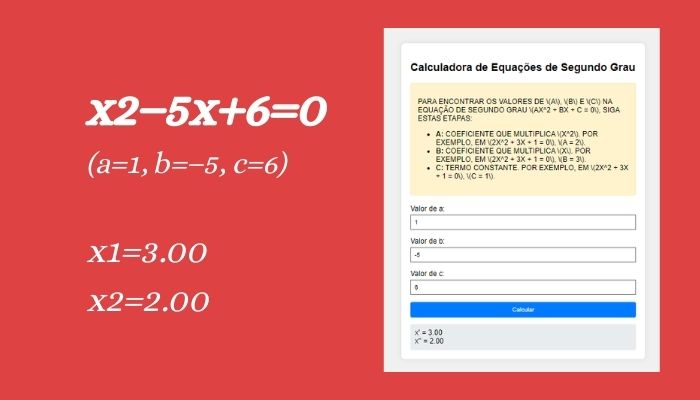 x2–5x+6=0
(a=1, b=–5, c=6)
x1=3.00
x2=2.00
Calculadora de Equações de Segundo Grau
PARA ENCONTRAR OS VALORES DE \(A\), \(B\) E \(C\) NA
EQUAÇÃO DE SEGUNDO GRAU \(AX^2 + BX + C = 0\), SIGA
ESTAS ETAPAS:
• A: COEFICIENTE QUE MULTIPLICA \(X^2\). POR
EXEMPLO, EM \(2X^2 + 3X + 1 = 0\), \(A = 2\).
• B: COEFICIENTE QUE MULTIPLICA \(X\). POR
EXEMPLO, EM \(2X^2 + 3X + 1 = 0\), \(B = 3\).
• C: TERMO CONSTANTE. POR EXEMPLO, EM \(2X^2 + 3X
+ 1 = 0\), \(C = 1\).
Valor de a:
1
Valor de b:
-5
Valor de c:
6
Calcular
x' = 3.00
x'' = 2.00